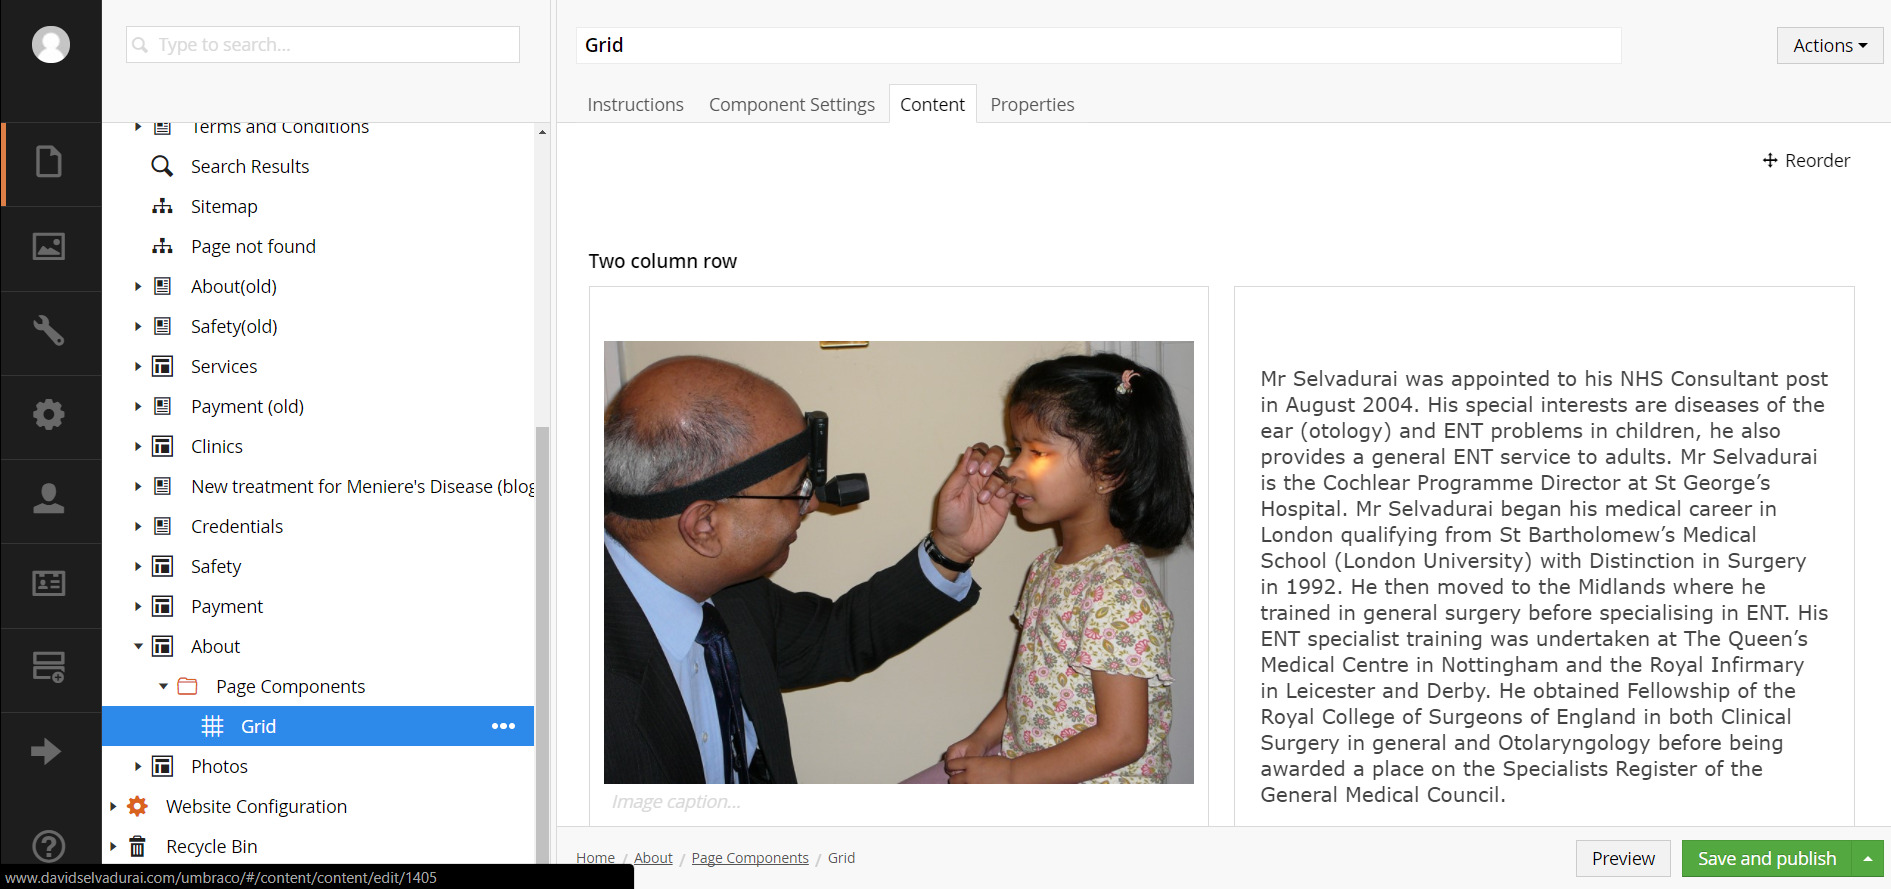 Type to search...
Grid
Actions
Instructions
Component Settings
Content
Properties
Terms and Conditions
Search Results
Sitemap
Page not found
About(old)
Safety(old)
Services
Payment (old)
Clinics
New treatment for Meniere's Disease (blog
Credentials
Safety
Payment
About
Page Components
Grid
Photos
Website Configuration
Recycle Bin
www.davidselvadurai.com/umbraco/#/content/content/edit/1405
Reorder
Two column row
Image caption...
Mr Selvadurai was appointed to his NHS Consultant post
in August 2004. His special interests are diseases of the
ear (otology) and ENT problems in children, he also
provides a general ENT service to adults. Mr Selvadurai
is the Cochlear Programme Director at St George’s
Hospital. Mr Selvadurai began his medical career in
London qualifying from St Bartholomew’s Medical
School (London University) with Distinction in Surgery
in 1992. He then moved to the Midlands where he
trained in general surgery before specialising in ENT. His
ENT specialist training was undertaken at The Queen’s
Medical Centre in Nottingham and the Royal Infirmary
in Leicester and Derby. He obtained Fellowship of the
Royal College of Surgeons of England in both Clinical
Surgery in general and Otolaryngology before being
awarded a place on the Specialists Register of the
General Medical Council.
Home / About / Page Components / Grid
Preview
Save and publish